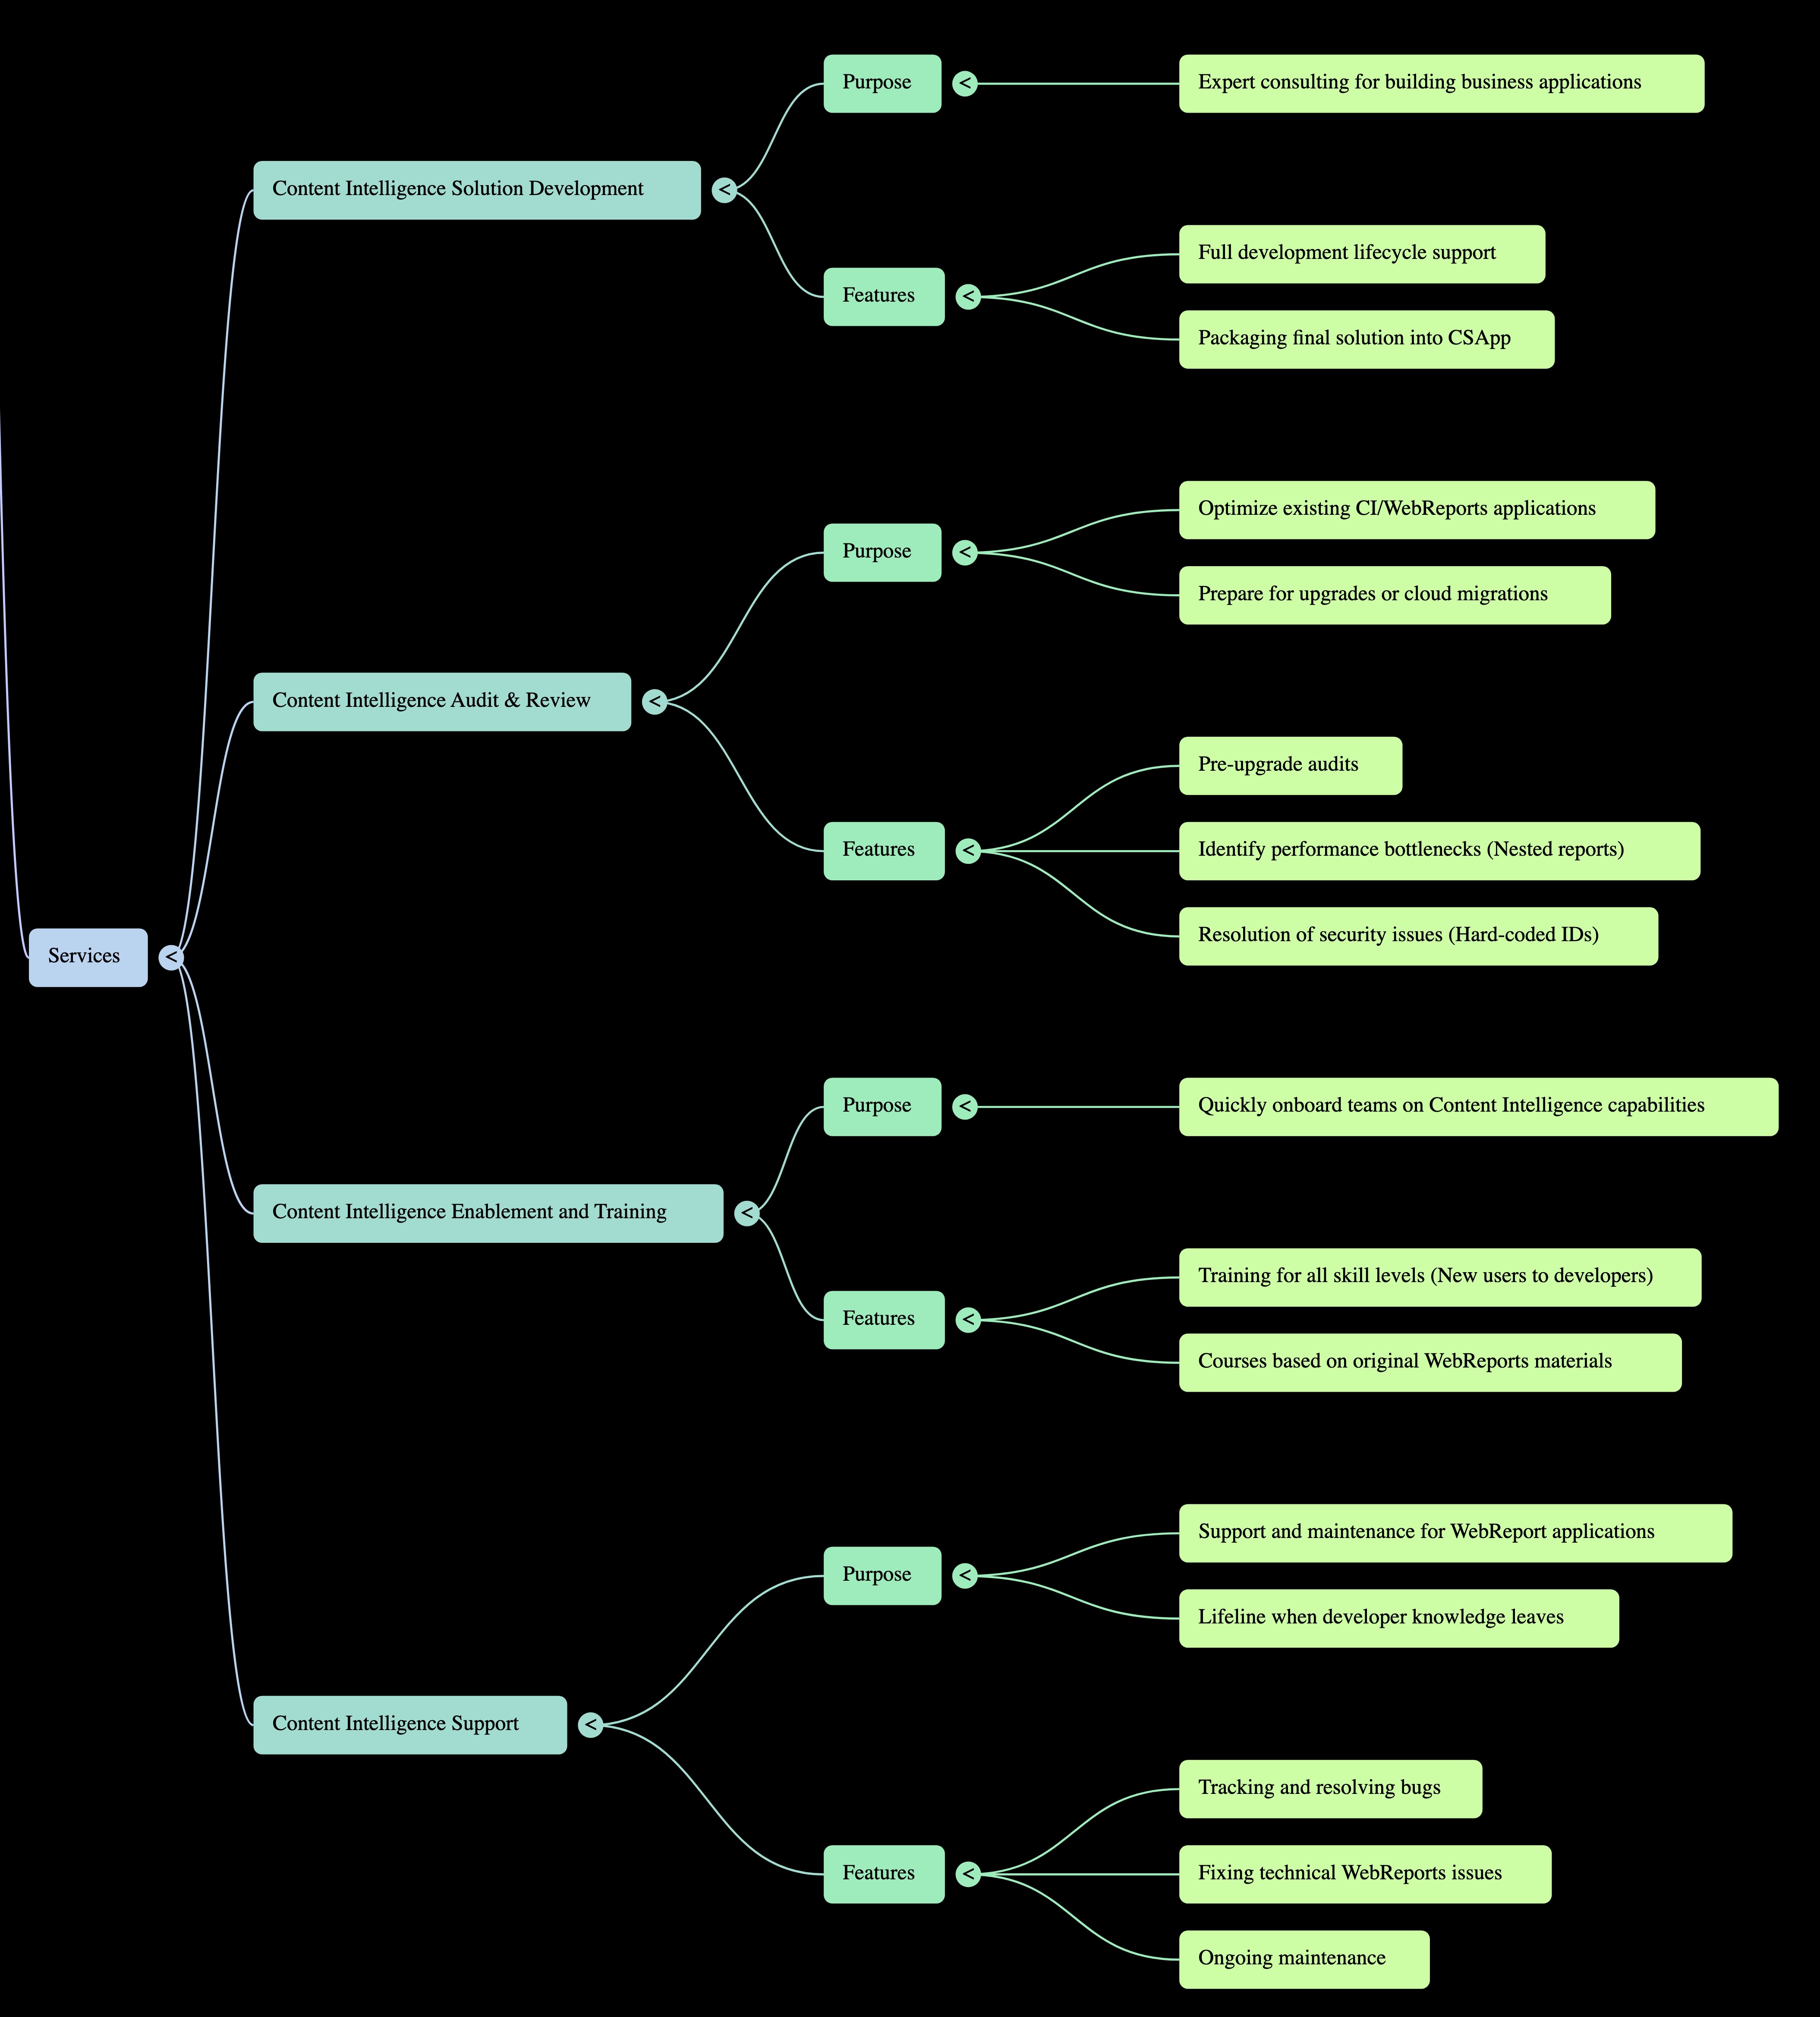 Services
Content Intelligence Solution Development
Purpose
Expert consulting for building business applications
Features
Full development lifecycle support
Packaging final solution into CSApp
Content Intelligence Audit & Review
Purpose
Optimize existing CI/WebReports applications
Prepare for upgrades or cloud migrations
Features
Pre-upgrade audits
Identify performance bottlenecks (Nested reports)
Resolution of security issues (Hard-coded IDs)
Content Intelligence Enablement and Training
Purpose
Quickly onboard teams on Content Intelligence capabilities
Features
Training for all skill levels (New users to developers)
Courses based on original WebReports materials
Content Intelligence Support
Purpose
Support and maintenance for WebReport applications
Lifeline when developer knowledge leaves
Features
Tracking and resolving bugs
Fixing technical WebReports issues
Ongoing maintenance